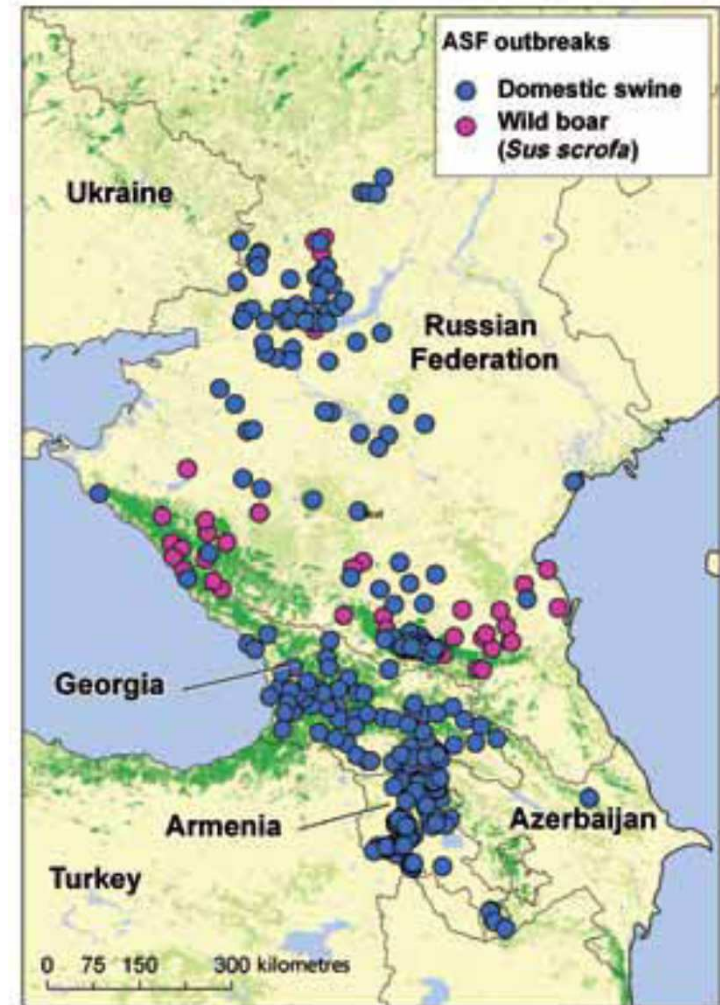 ASF outbreaks
Domestic swine
Wild boar
(Sus scrofa)
Ukraine
Russian
Federation
Georgia
Armenia
Azerbaijan
Turkey
0 75 150 300 kilometres